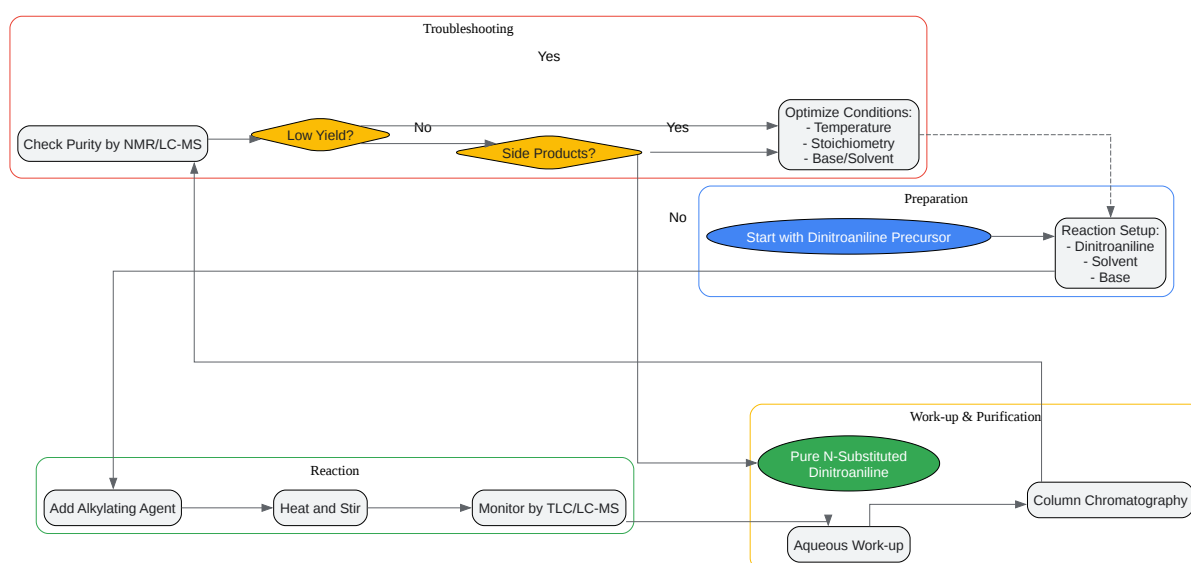 Troubleshooting
Yes
Check Purity by NMR/LC-MS
Low Yield?
No
Side Products?
Yes
Optimize Conditions:
- Temperature
- Stoichiometry
- Base/Solvent
Preparation
No
Start with Dinitroaniline Precursor
Reaction Setup:
- Dinitroaniline
- Solvent
- Base
Work-up & Purification
Pure N-Substituted
Dinitroaniline
Reaction
Add Alkylating Agent
Heat and Stir
Monitor by TLC/LC-MS
Column Chromatography
Aqueous Work-up